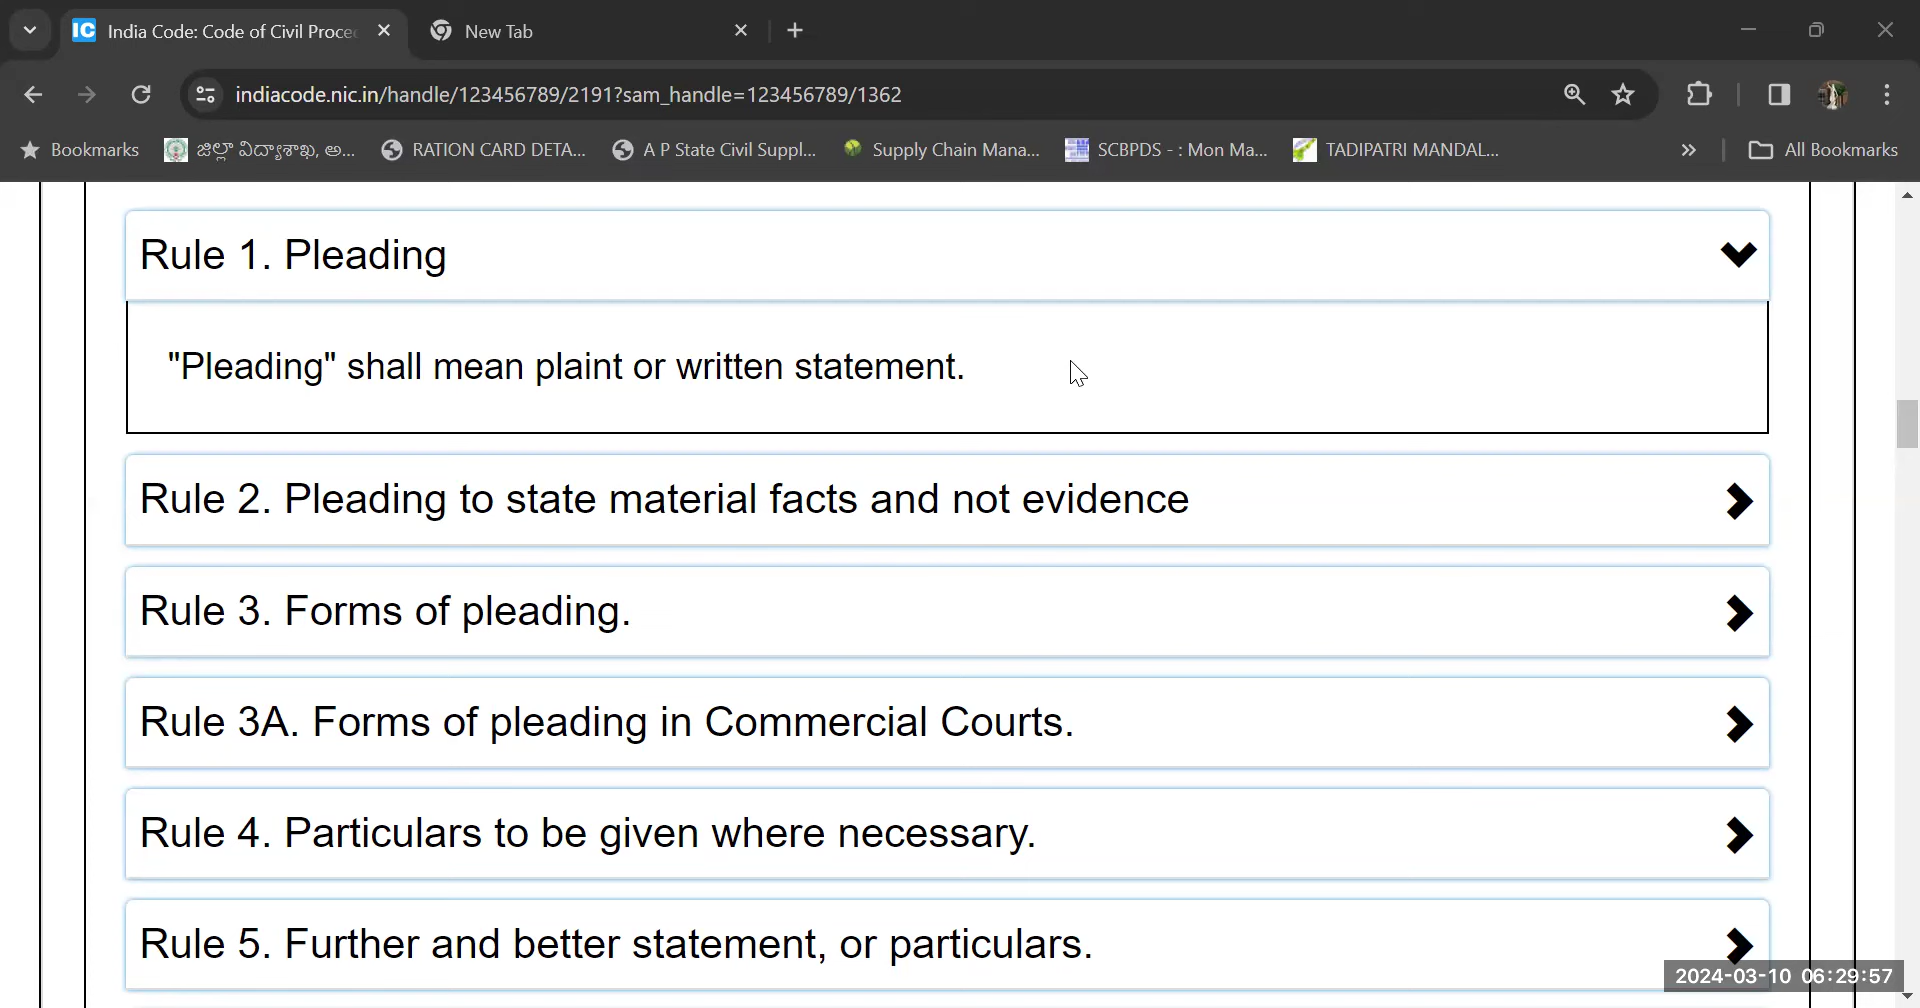 India Code: Code of Civil Proce
New Tab
indiacode.nic.in/handle/123456789/2191?sam_handle=123456789/1362
Bookmarks
జిల్లా విద్యాశాఖ, అ...
RATION CARD DETA...
A P State Civil Suppl...
Supply Chain Mana...
SCBPDS - : Mon Ma...
TADIPATRI MANDAL...
All Bookmarks
Rule 1. Pleading
"Pleading" shall mean plaint or written statement.
Rule 2. Pleading to state material facts and not evidence
Rule 3. Forms of pleading.
Rule 3A. Forms of pleading in Commercial Courts.
Rule 4. Particulars to be given where necessary.
Rule 5. Further and better statement, or particulars.
2024-03-10 06:29:57